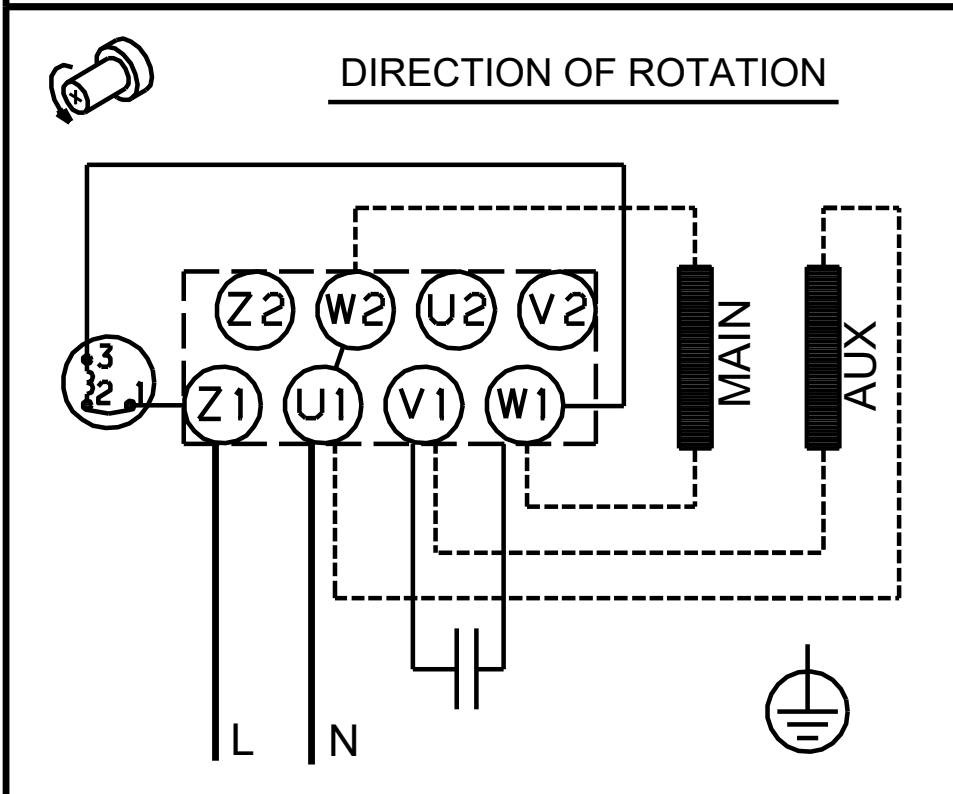 DIRECTION OF ROTATION
Z2 W2 U2 V2
3
2 1
Z1 U1 V1 W1
MAIN
AUX
L N